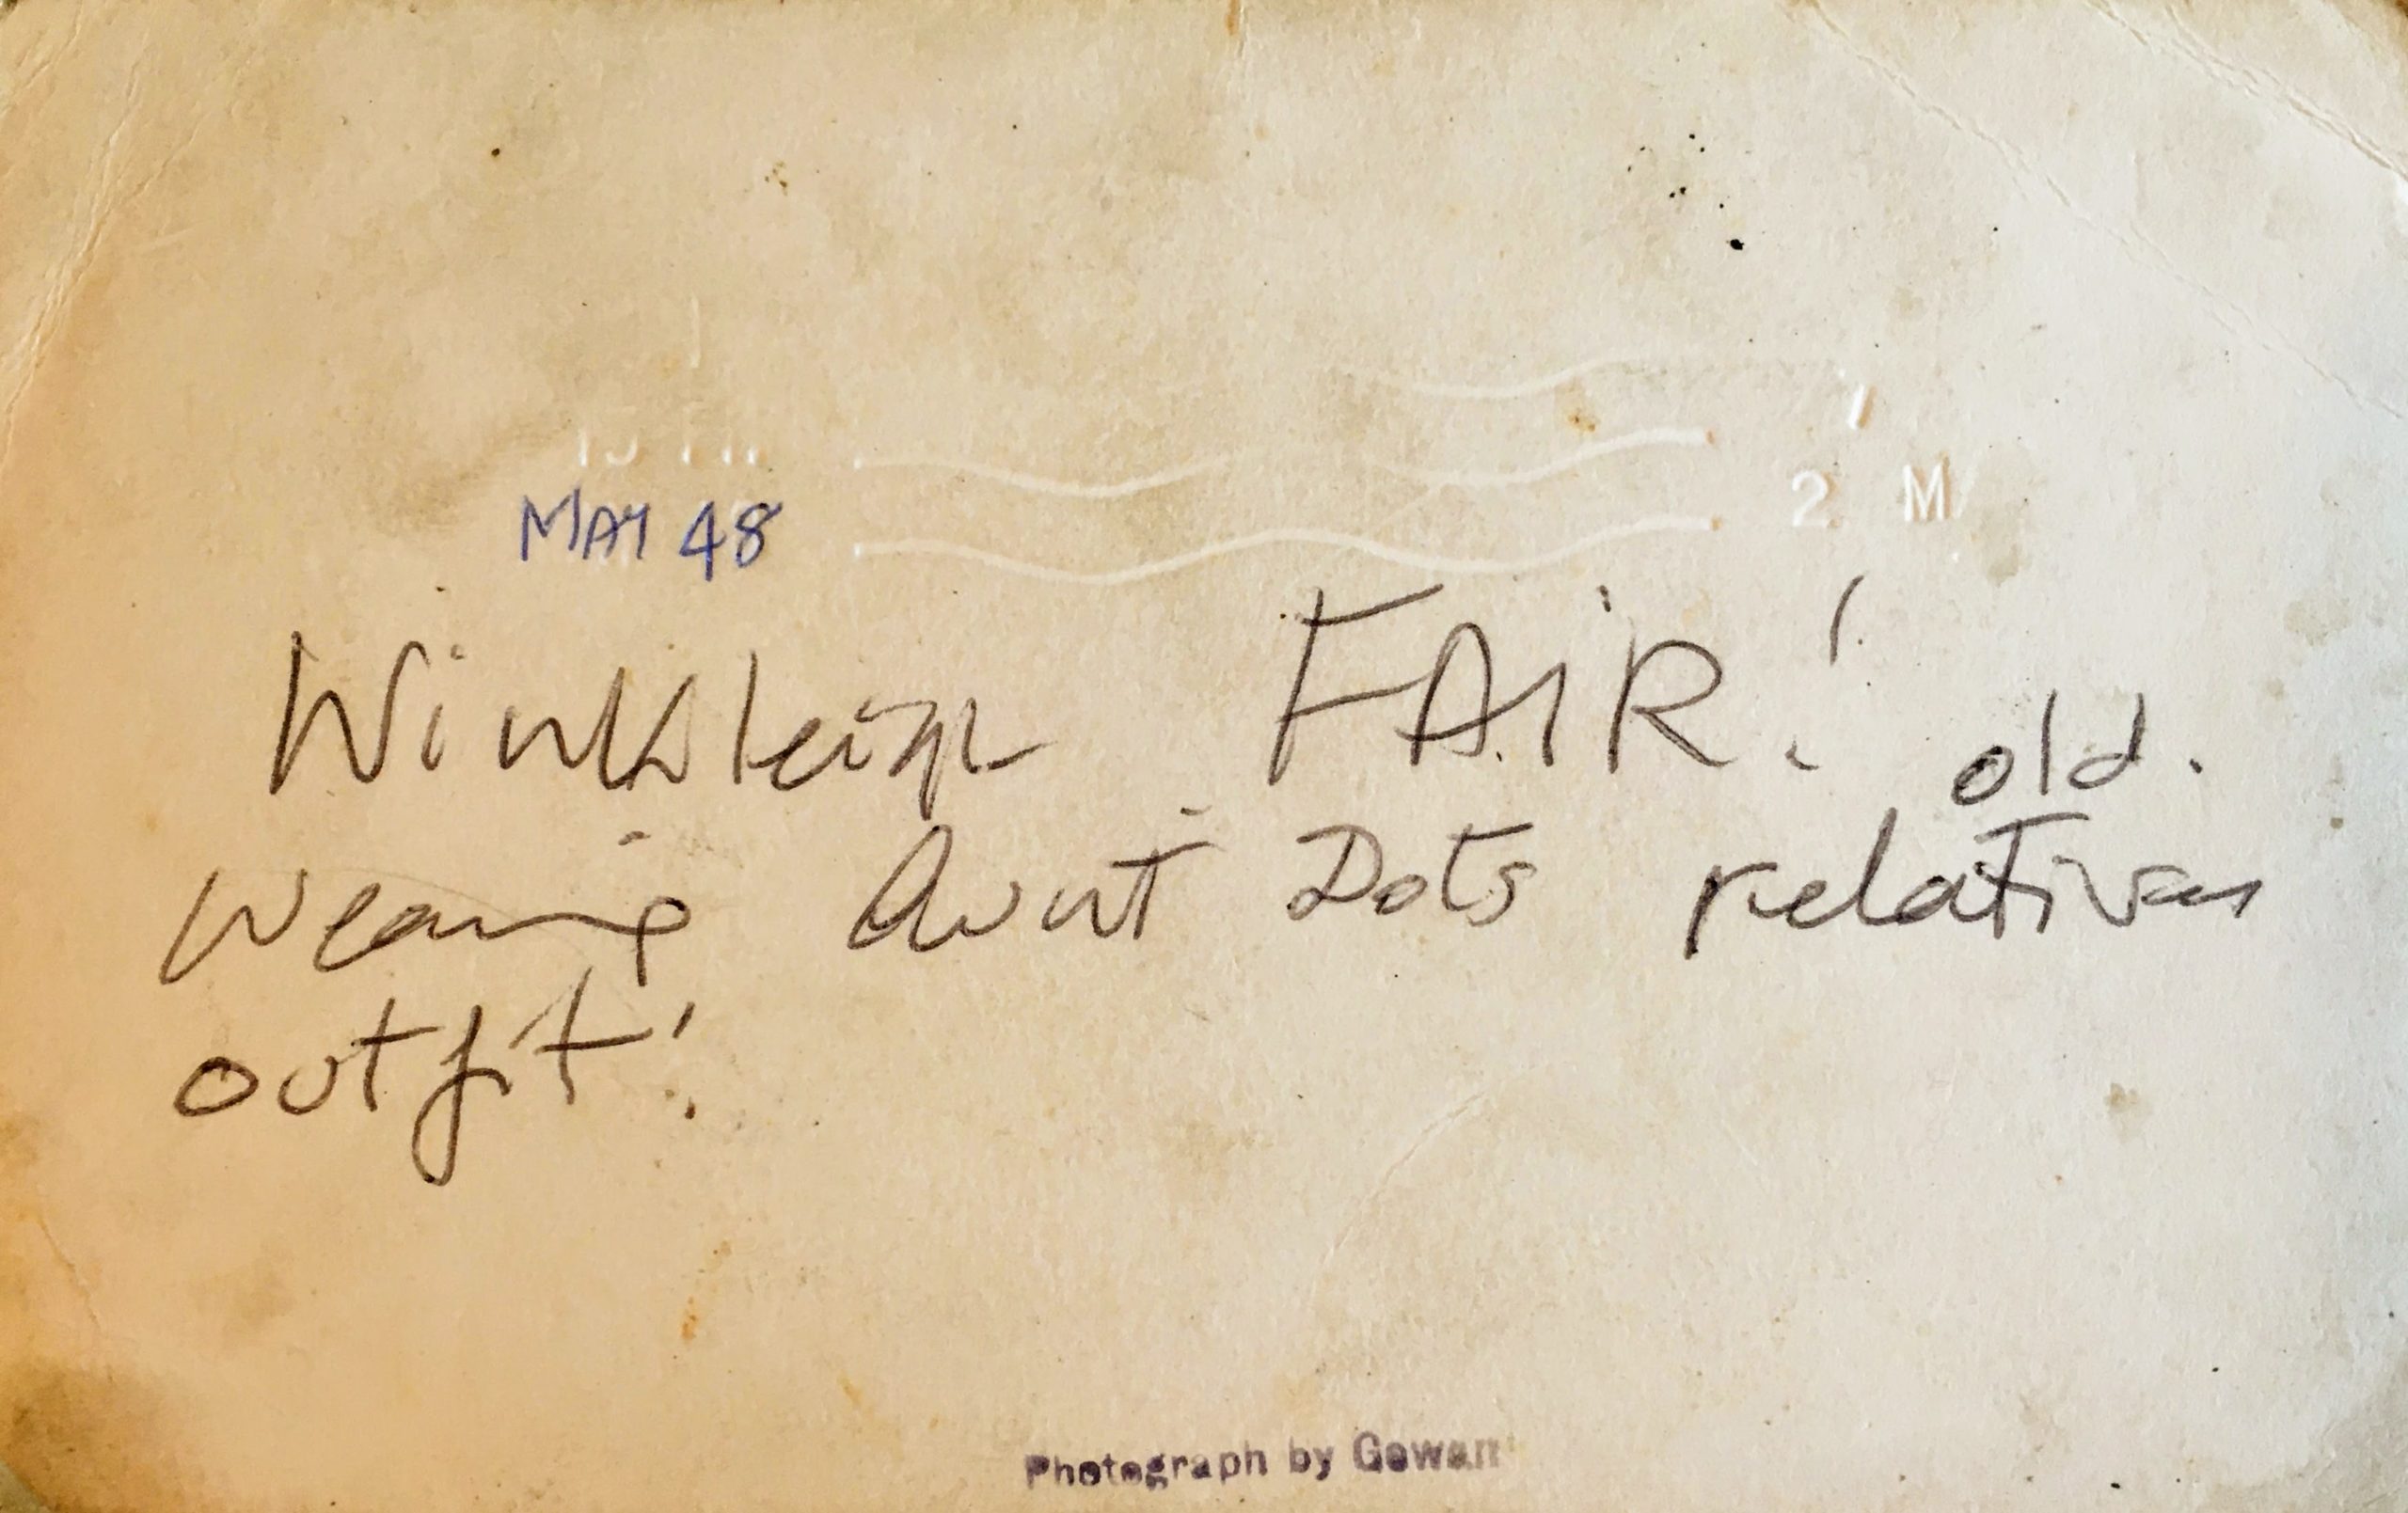 2 M
MAY 48
Winkleigh FAIR! old.
wearing Aunt Dots relatives
outfit!
Photograph by Gowan